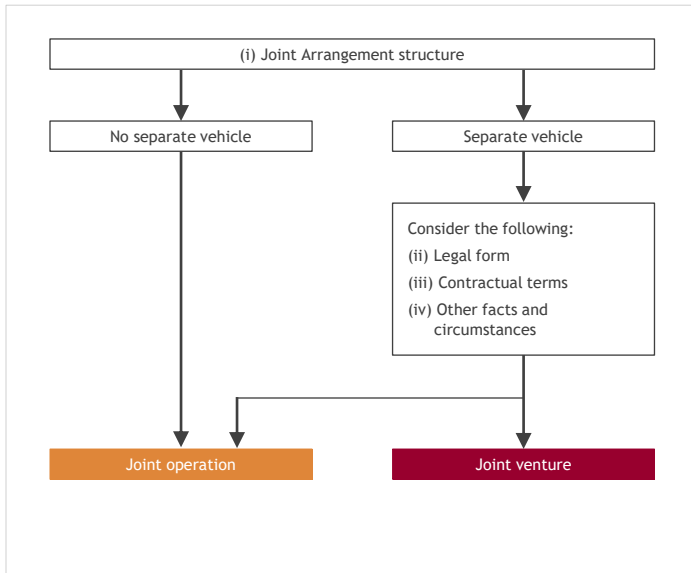 (i) Joint Arrangement structure
No separate vehicle
Separate vehicle
Consider the following:
(ii) Legal form
(iii) Contractual terms
(iv) Other facts and
circumstances
Joint operation
Joint venture